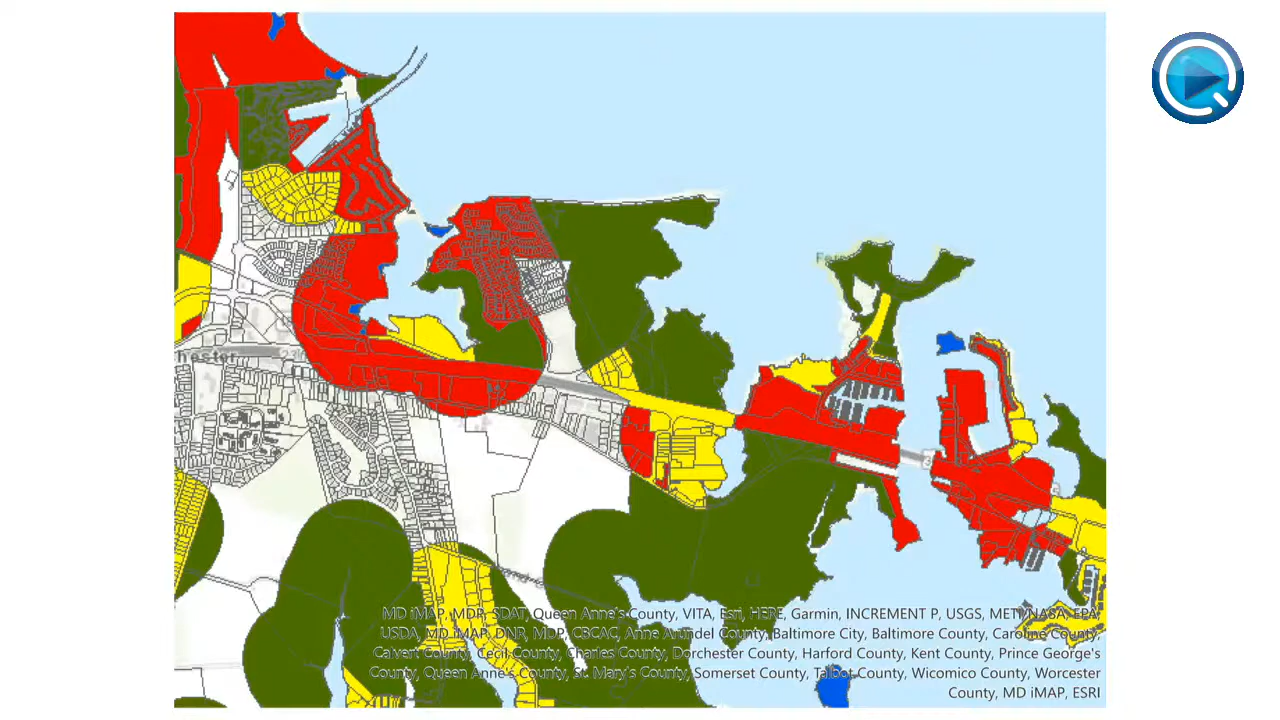 chester
MD iMAP, MDP, SDAT, Queen Anne's County, VITA, Esri, HERE, Garmin, INCREMENT P, USGS, METI/NASA, EPA,
USDA, MD iMAP, DNR, MDP, CBCAC, Anne Arundel County, Baltimore City, Baltimore County, Caroline County,
Calvert County, Cecil County, Charles County, Dorchester County, Harford County, Kent County, Prince George's
County, Queen Anne's County, St. Mary's County, Somerset County, Talbot County, Wicomico County, Worcester
County, MD iMAP, ESRI